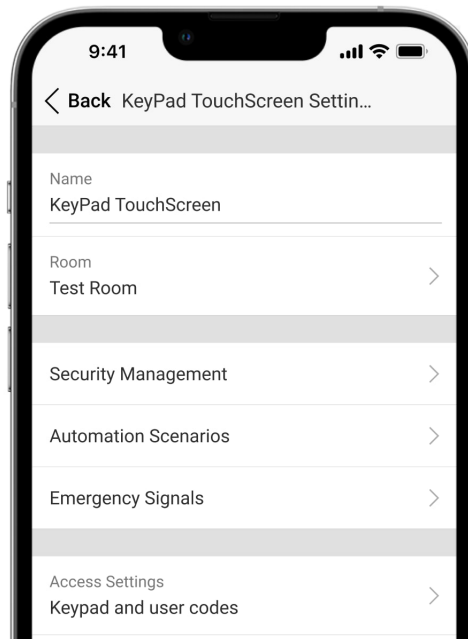 9:41
Back KeyPad TouchScreen Settin...
Name
KeyPad TouchScreen
Room
Test Room
Security Management
Automation Scenarios
Emergency Signals
Access Settings
Keypad and user codes